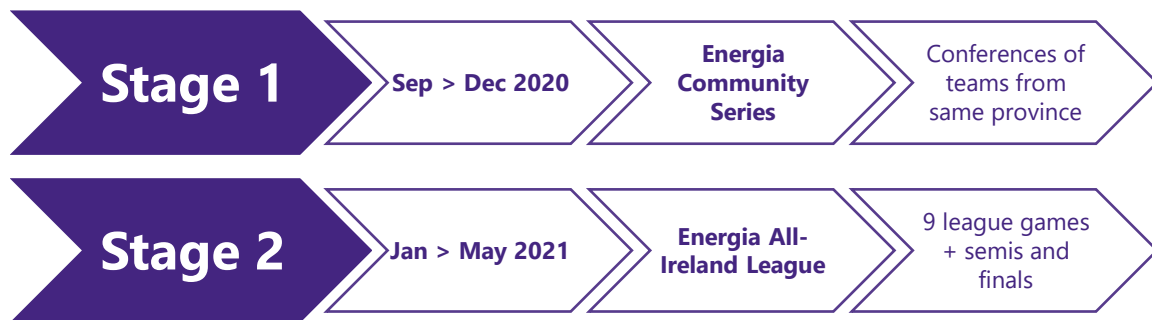 Stage 1
Sep > Dec 2020
Energia
Community
Series
Conferences of
teams from
same province
Stage 2
Jan > May 2021
Energia All-
Ireland League
9 league games
+ semis and
finals